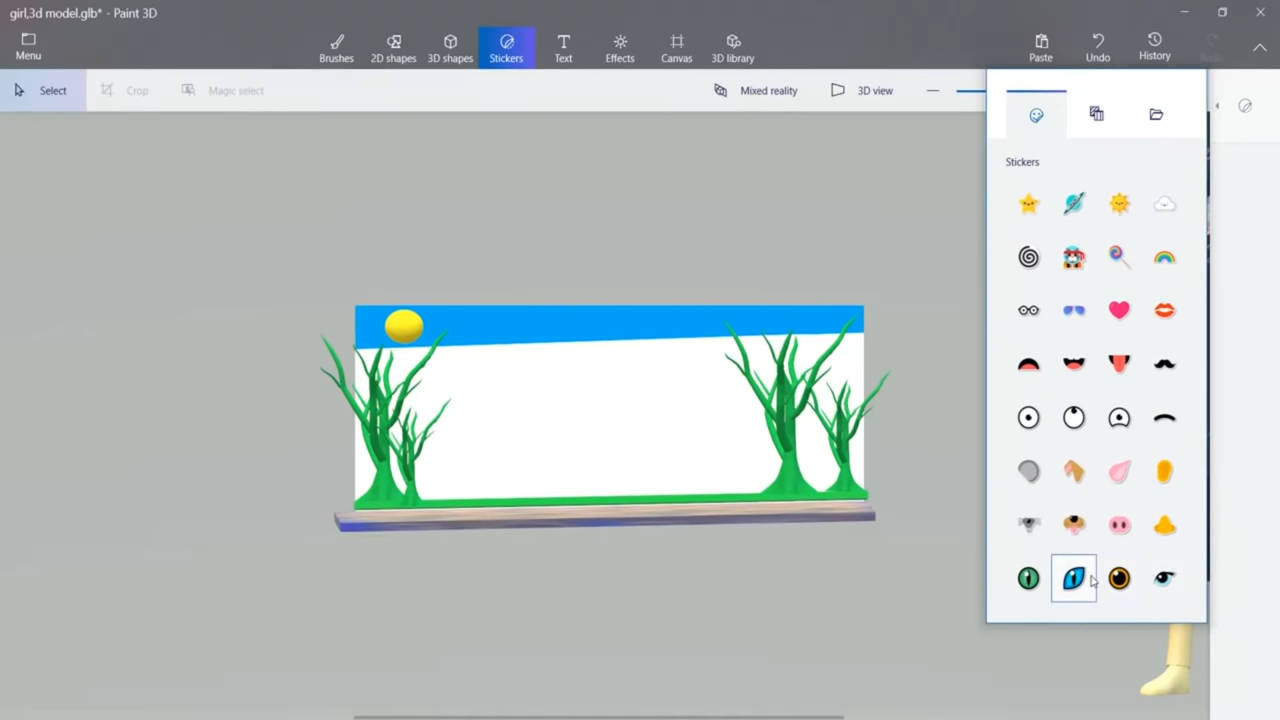 girl,3d model.glb* - Paint 3D
Menu
Brushes
2D shapes
3D shapes
Stickers
Text
Effects
Canvas
3D library
Paste
Undo
History
Select
Crop
Magic select
Mixed reality
3D view
Stickers